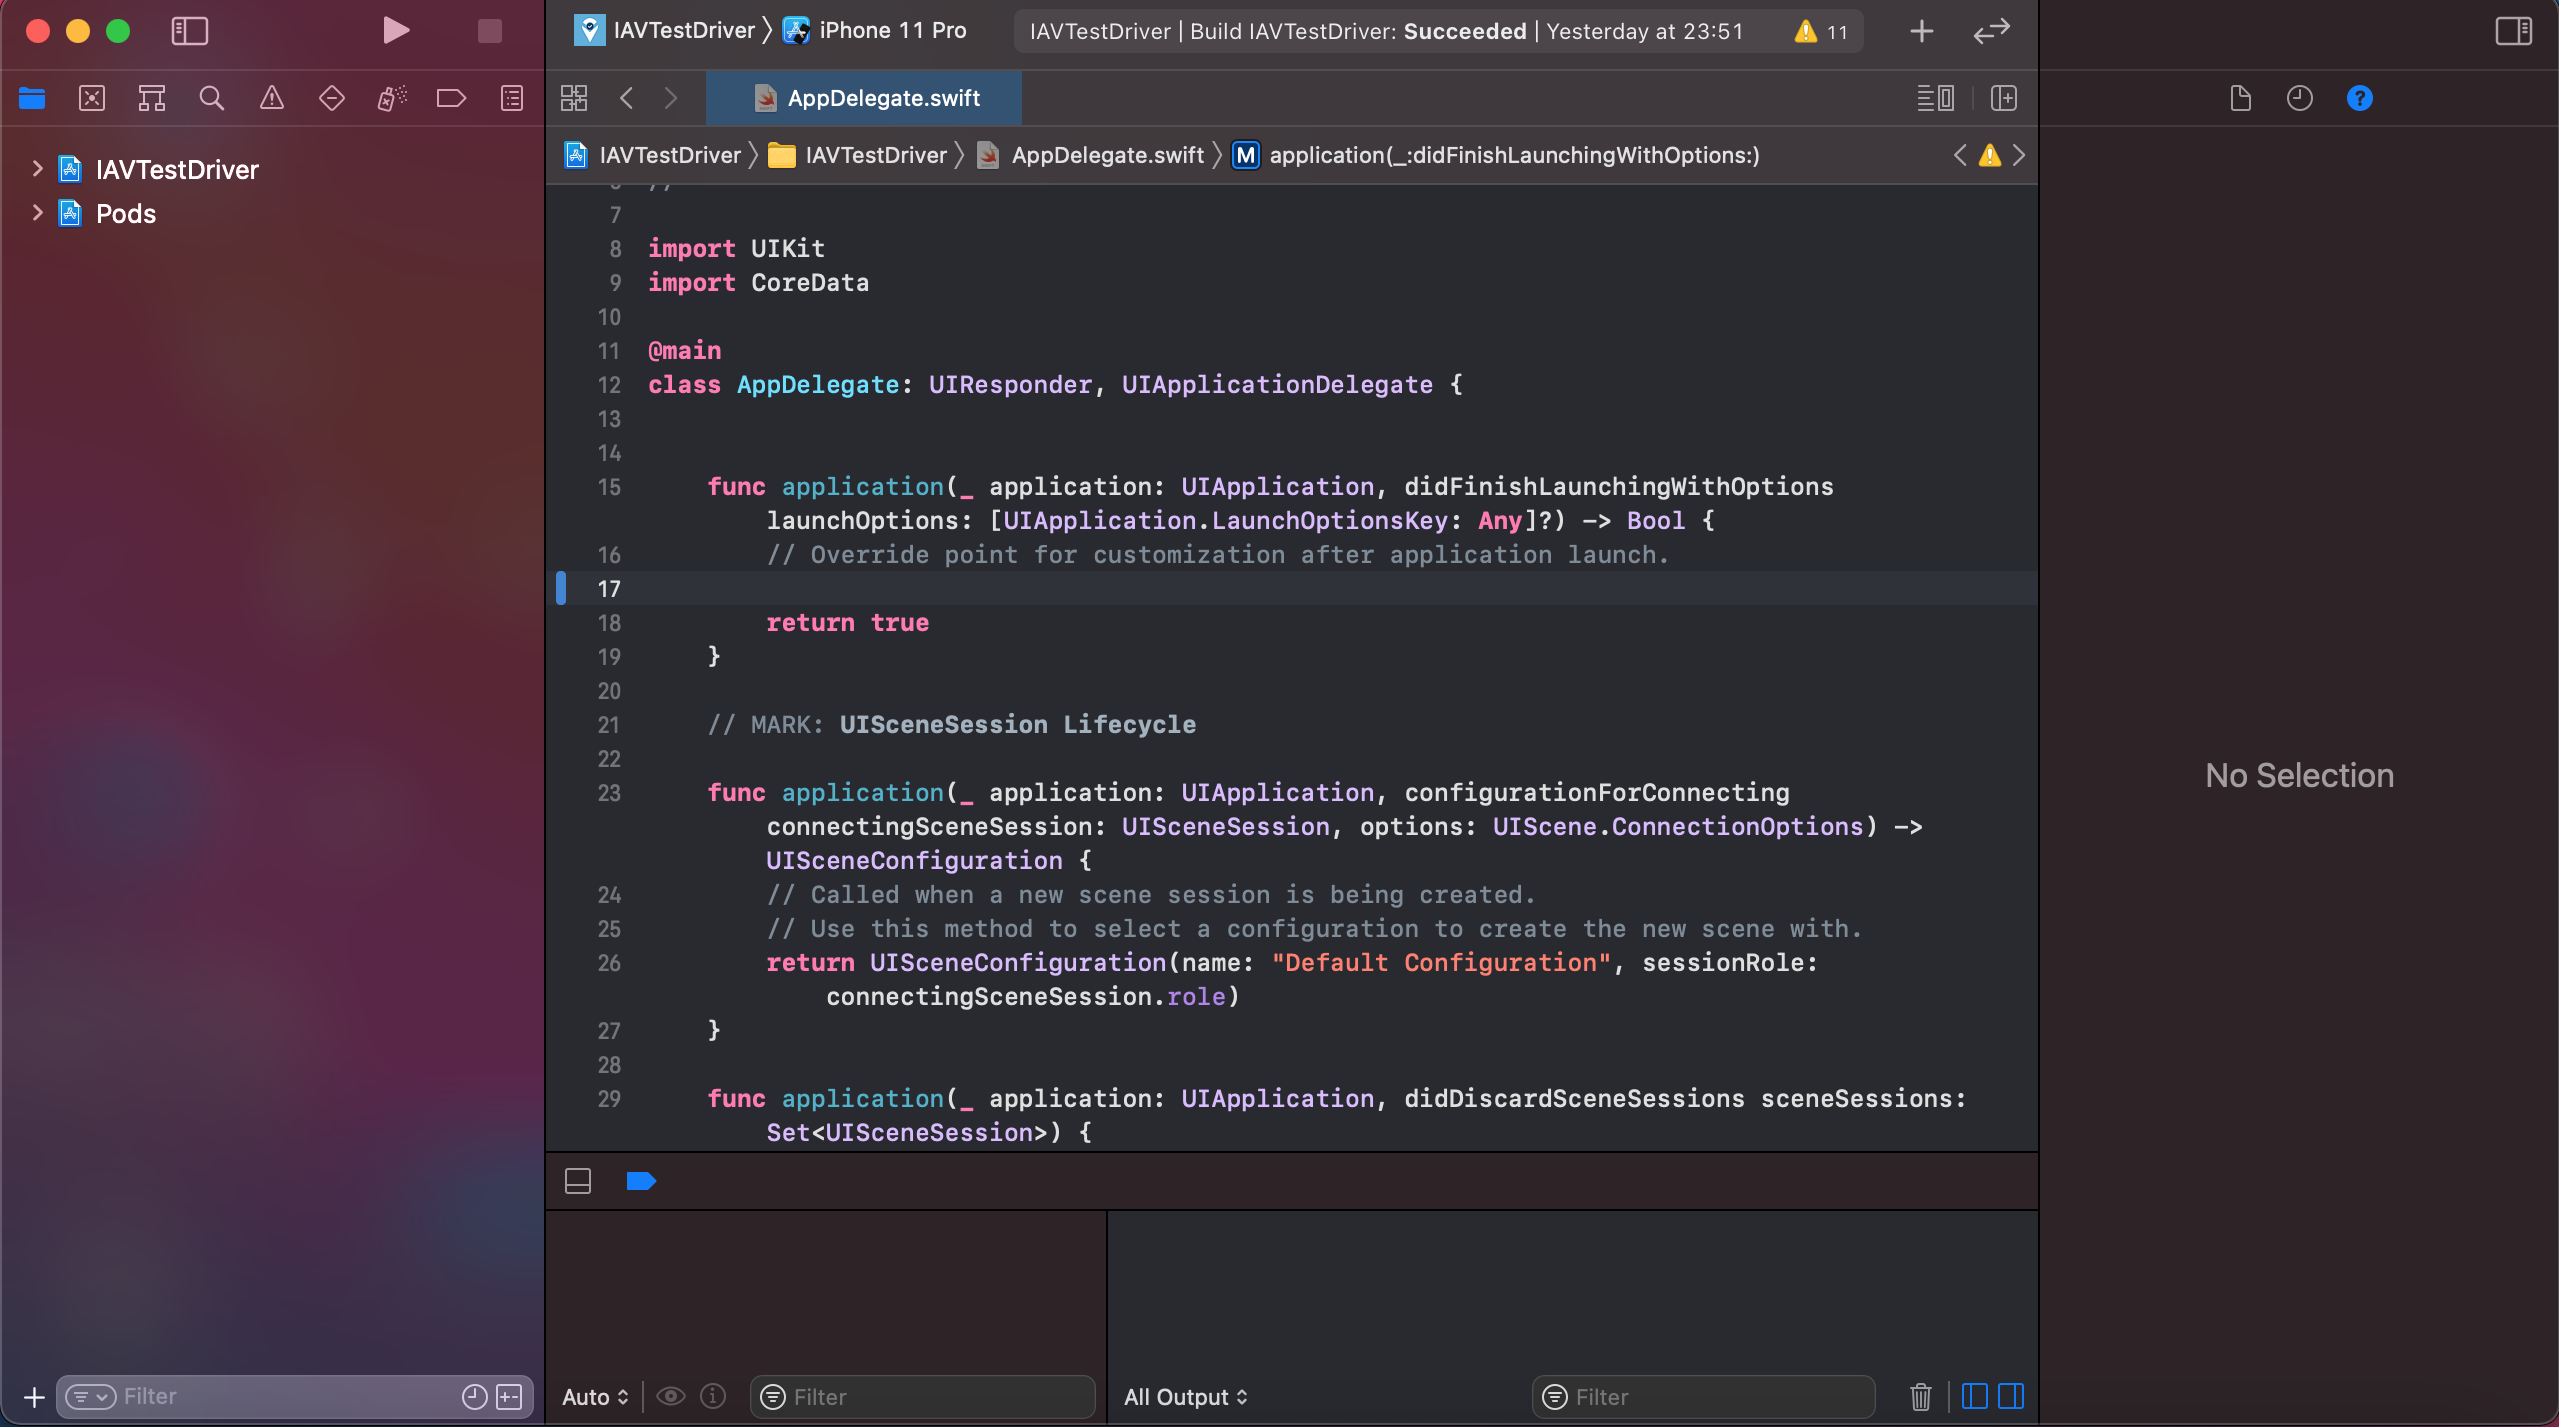 IAVTestDriver 〉 iPhone 11 Pro
IAVTestDriver | Build IAVTestDriver: Succeeded | Yesterday at 23:51
11
AppDelegate.swift
IAVTestDriver 〉 IAVTestDriver 〉 AppDelegate.swift 〉 M application(_:didFinishLaunchingWithOptions:)
IAVTestDriver
Pods
7
8 import UIKit
9 import CoreData
10
11 @main
12 class AppDelegate: UIResponder, UIApplicationDelegate {
13
14
15 func application(_ application: UIApplication, didFinishLaunchingWithOptions
launchOptions: [UIApplication.LaunchOptionsKey: Any]?) -> Bool {
16 // Override point for customization after application launch.
17
18 return true
19 }
20
21 // MARK: UISceneSession Lifecycle
22
23 func application(_ application: UIApplication, configurationForConnecting
connectingSceneSession: UISceneSession, options: UIScene.ConnectionOptions) ->
UISceneConfiguration {
24 // Called when a new scene session is being created.
25 // Use this method to select a configuration to create the new scene with.
26 return UISceneConfiguration(name: "Default Configuration", sessionRole:
connectingSceneSession.role)
27 }
28
29 func application(_ application: UIApplication, didDiscardSceneSessions sceneSessions:
Set<UISceneSession>) {
No Selection
Filter
Auto
Filter
All Output
Filter